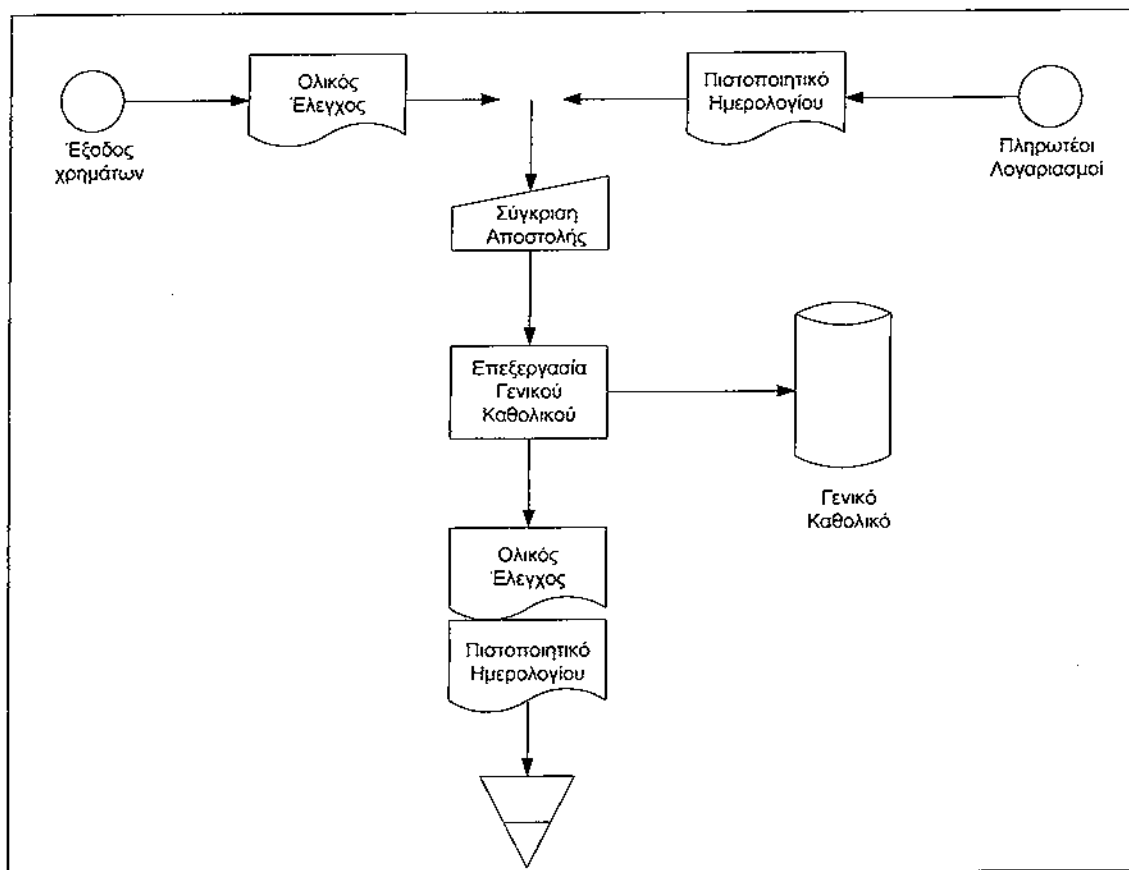 Ολικός
Έλεγχος
Πιστοποιητικό
Ημερολογίου
Έξοδος
χρημάτων
Πληρωτέοι
Λογαριασμοί
Σύγκριση
Αποστολής
Επεξεργασία
Γενικού
Καθολικού
Γενικό
Καθολικό
Ολικός
Έλεγχος
Πιστοποιητικό
Ημερολογίου